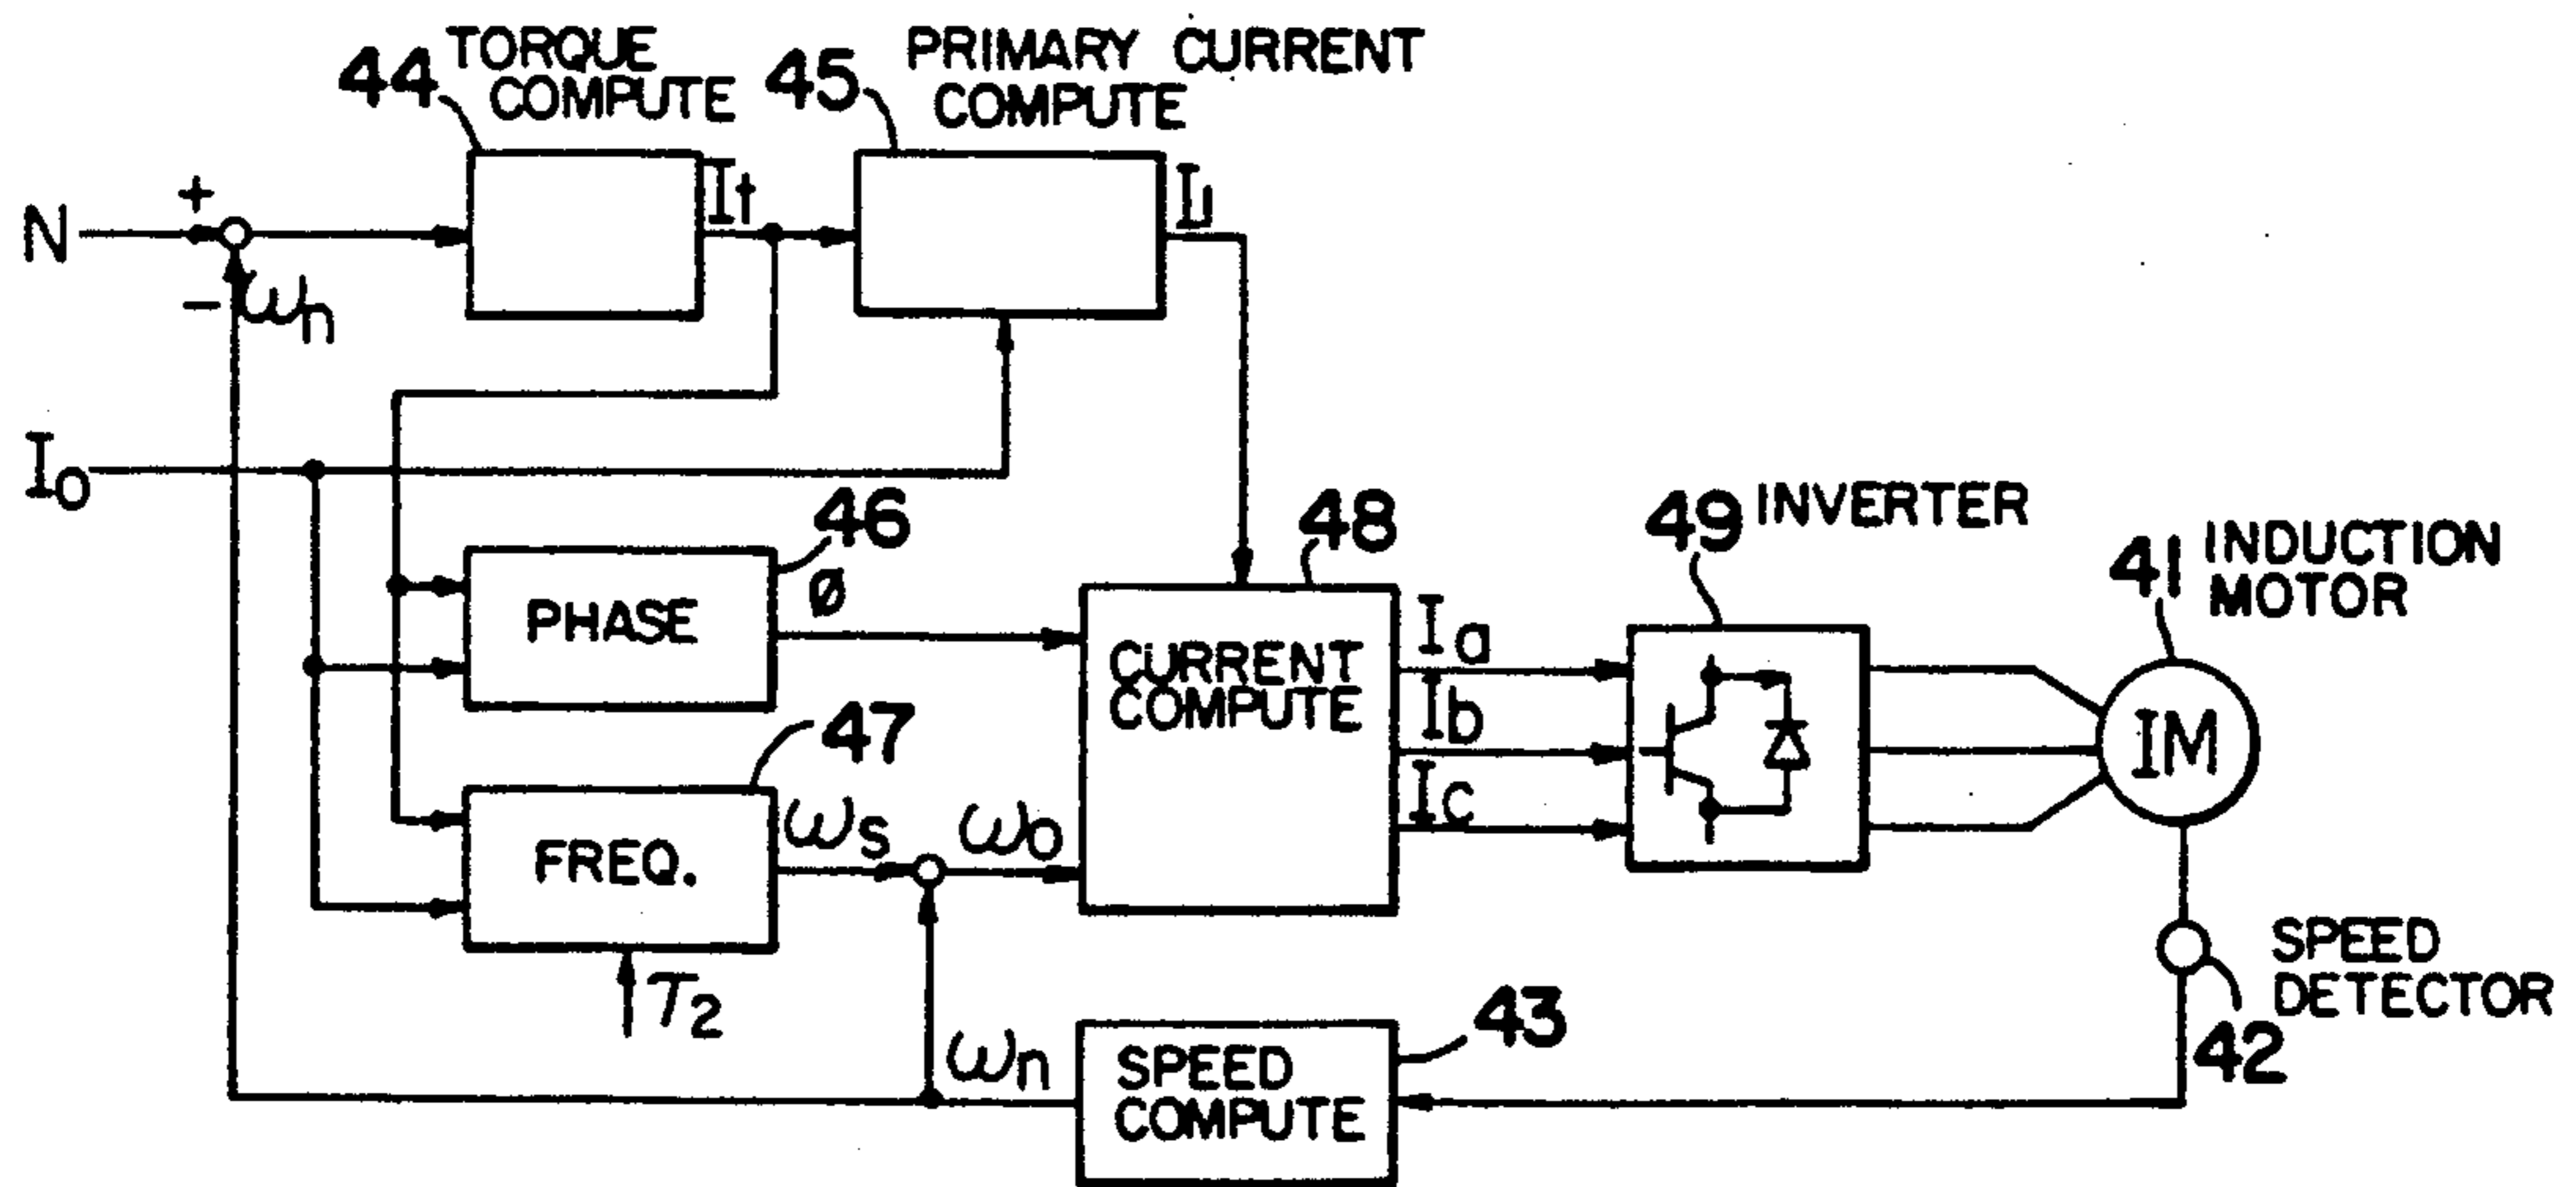 44 TORQUE COMPUTE
45 PRIMARY CURRENT COMPUTE
N
+
−
ωn
It
I1
I0
46
PHASE
ø
47
FREQ.
ωs
ωo
τ2
48
CURRENT
COMPUTE
Ia
Ib
Ic
49 INVERTER
41 INDUCTION
MOTOR
IM
SPEED
DETECTOR
42
43
SPEED
COMPUTE
ωn